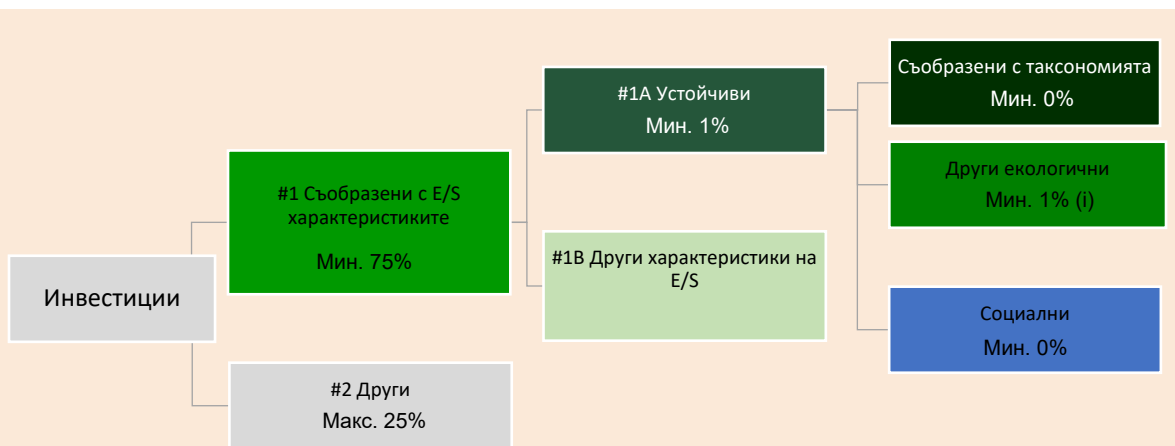 Инвестиции
#1 Съобразени с E/S
характеристиките
Мин. 75%
#2 Други
Макс. 25%
#1A Устойчиви
Мин. 1%
#1B Други характеристики на
E/S
Съобразени с таксономията
Мин. 0%
Други екологични
Мин. 1% (i)
Социални
Мин. 0%